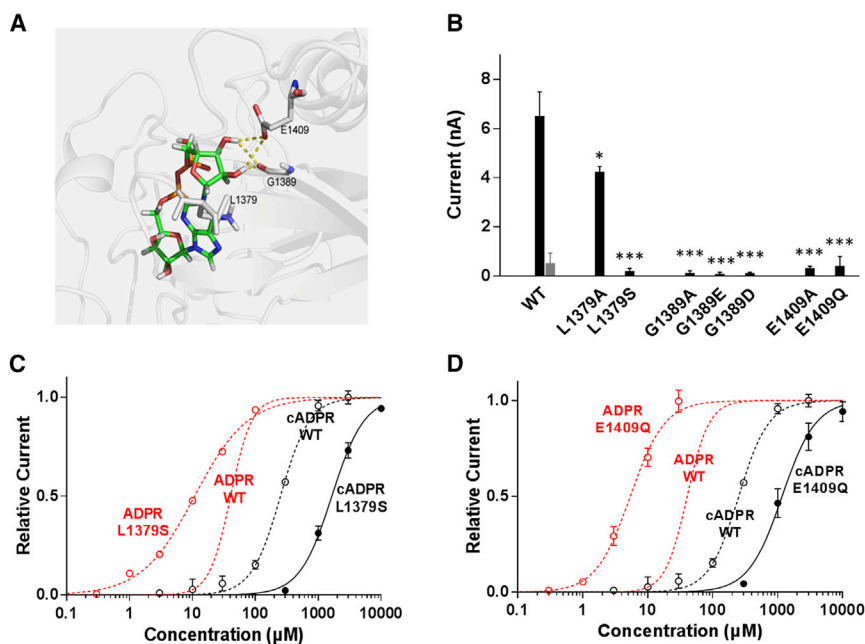 A
E1409
G1389
L1379
B
Current (nA)
8
6
4
2
0
*
***
***
***
***
***
***
WT
L1379A
L1379S
G1389A
G1389E
G1389D
E1409A
E1409Q
C
Relative Current
1.0
0.5
0.0
cADPR
WT
ADPR
WT
ADPR
L1379S
cADPR
L1379S
0.1
1
10
100
1000
10000
Concentration (µM)
D
Relative Current
1.0
0.5
0.0
ADPR
E1409Q
ADPR
WT
cADPR
WT
cADPR
E1409Q
0.1
1
10
100
1000
10000
Concentration (µM)